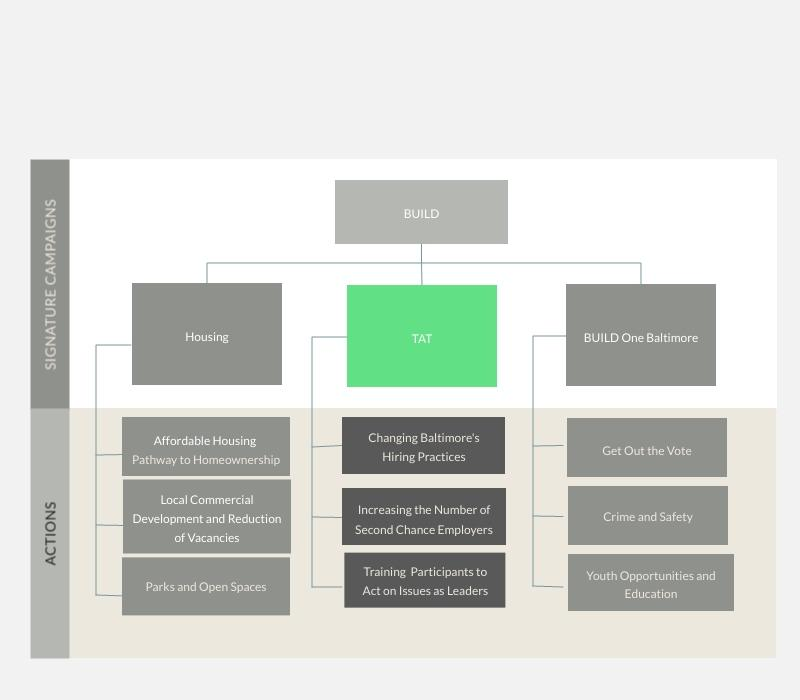 SIGNATURE CAMPAIGNS
BUILD
Housing
TAT
BUILD One Baltimore
ACTIONS
Affordable Housing
Pathway to Homeownership
Local Commercial
Development and Reduction
of Vacancies
Parks and Open Spaces
Changing Baltimore's
Hiring Practices
Increasing the Number of
Second Chance Employers
Training  Participants to
Act on Issues as Leaders
Get Out the Vote
Crime and Safety
Youth Opportunities and
Education